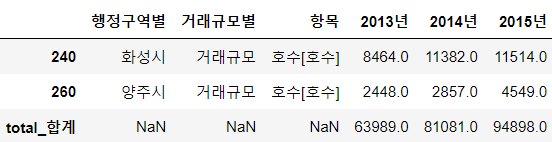 행정구역별 거래규모별 항목 2013년 2014년 2015년
240 화성시 거래규모 호수[호수] 8464.0 11382.0 11514.0
260 양주시 거래규모 호수[호수] 2448.0 2857.0 4549.0
total_합계 NaN NaN NaN 63989.0 81081.0 94898.0